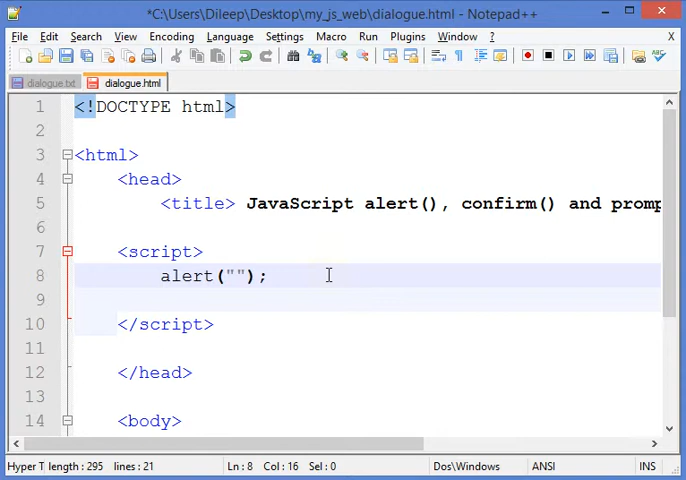 *C:\Users\Dileep\Desktop\my_js_web\dialogue.html - Notepad++
File Edit Search View Encoding Language Settings Macro Run Plugins Window ? X
dialogue.txt dialogue.html
1 <!DOCTYPE html>
2
3 <html>
4 <head>
5 <title> JavaScript alert(), confirm() and promp
6
7 <script>
8 alert("");
9
10 </script>
11
12 </head>
13
14 <body>
Hyper T length : 295 lines : 21 Ln : 8 Col : 16 Sel : 0 Dos\Windows ANSI INS